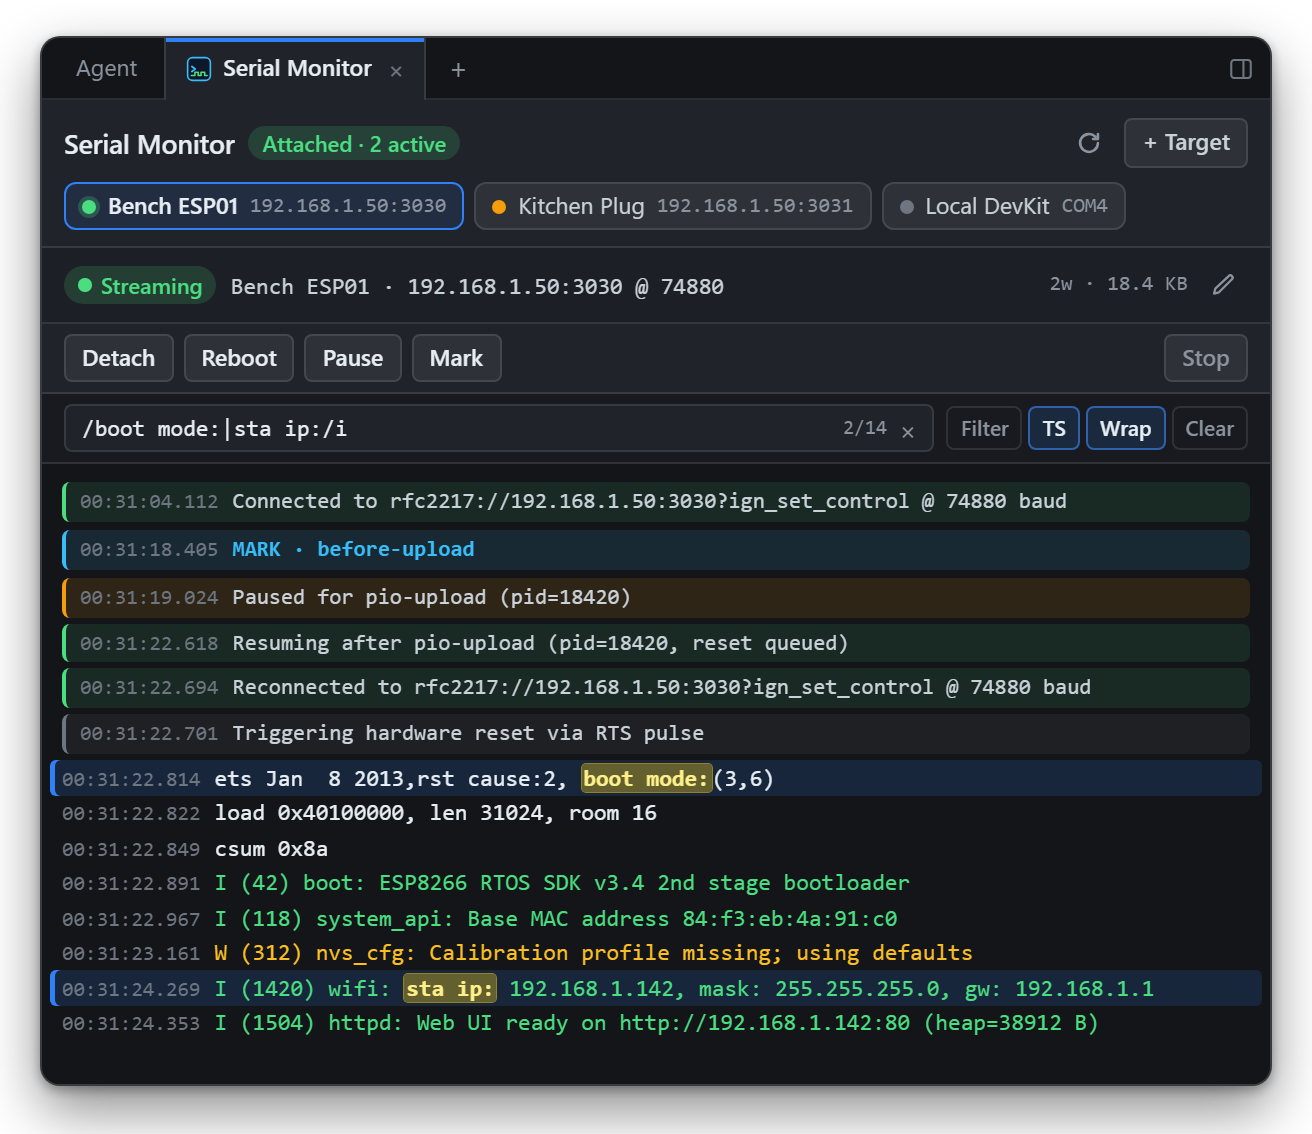 Agent
Serial Monitor ×
+
Serial Monitor
Attached · 2 active
+ Target
Bench ESP01 192.168.1.50:3030
Kitchen Plug 192.168.1.50:3031
Local DevKit COM4
Streaming
Bench ESP01 · 192.168.1.50:3030 @ 74880
2w · 18.4 KB
Detach
Reboot
Pause
Mark
Stop
/boot mode:|sta ip:/i
2/14 ×
Filter
TS
Wrap
Clear
00:31:04.112 Connected to rfc2217://192.168.1.50:3030?ign_set_control @ 74880 baud
00:31:18.405 MARK · before-upload
00:31:19.024 Paused for pio-upload (pid=18420)
00:31:22.618 Resuming after pio-upload (pid=18420, reset queued)
00:31:22.694 Reconnected to rfc2217://192.168.1.50:3030?ign_set_control @ 74880 baud
00:31:22.701 Triggering hardware reset via RTS pulse
00:31:22.814 ets Jan  8 2013,rst cause:2, boot mode:(3,6)
00:31:22.822 load 0x40100000, len 31024, room 16
00:31:22.849 csum 0x8a
00:31:22.891 I (42) boot: ESP8266 RTOS SDK v3.4 2nd stage bootloader
00:31:22.967 I (118) system_api: Base MAC address 84:f3:eb:4a:91:c0
00:31:23.161 W (312) nvs_cfg: Calibration profile missing; using defaults
00:31:24.269 I (1420) wifi: sta ip: 192.168.1.142, mask: 255.255.255.0, gw: 192.168.1.1
00:31:24.353 I (1504) httpd: Web UI ready on http://192.168.1.142:80 (heap=38912 B)